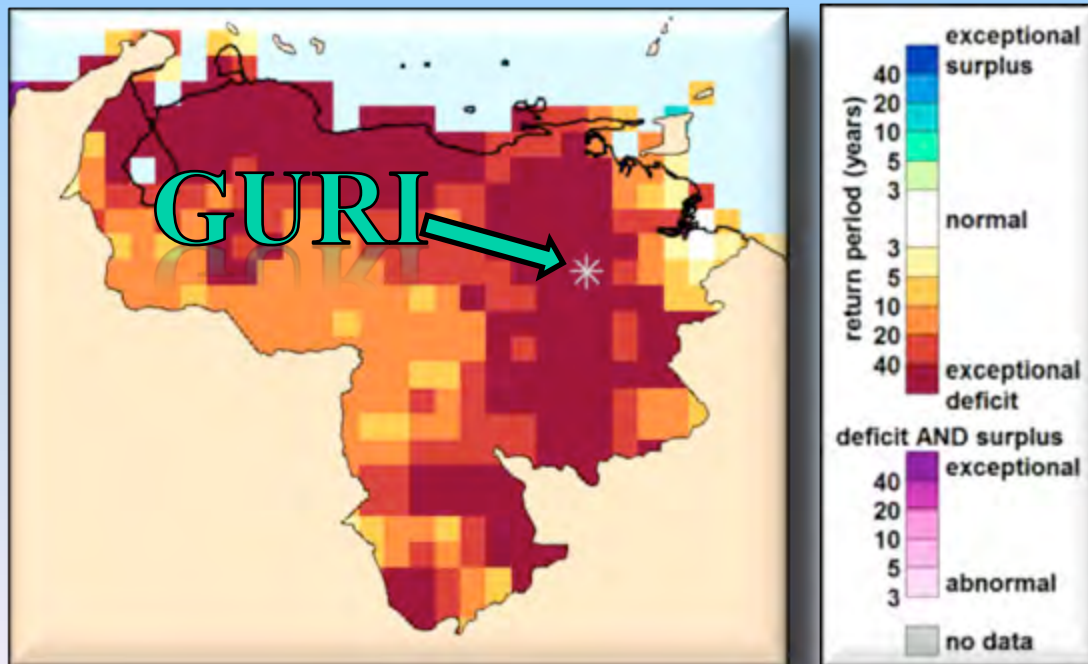 GURI
exceptional
surplus
40
20
10
5
3
normal
3
5
10
20
40
exceptional
deficit
return period (years)
deficit AND surplus
exceptional
40
20
10
5
abnormal
3
no data